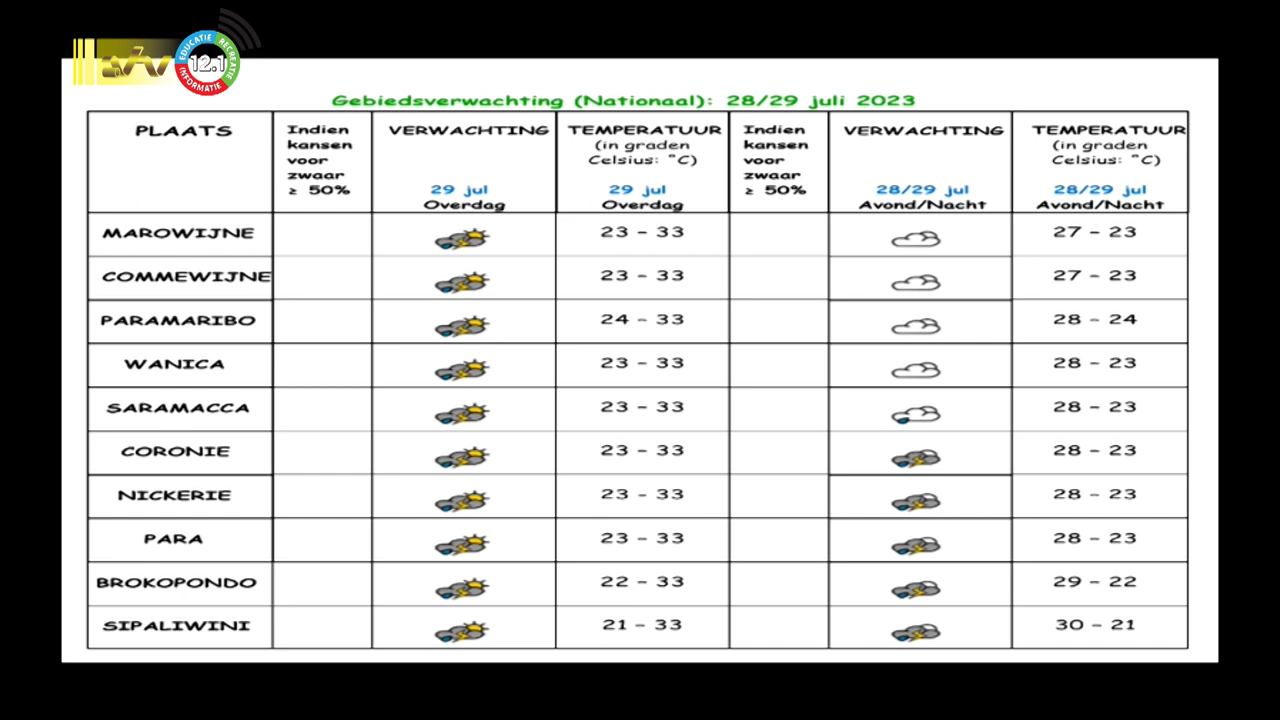 atv
EDUCATIE RECREATIE INFORMATIE
12.1
Gebiedsverwachting (Nationaal): 28/29 juli 2023
PLAATS Indien kansen voor zwaar ≥ 50% VERWACHTING 29 jul Overdag TEMPERATUUR (in graden Celsius: °C) 29 jul Overdag Indien kansen voor zwaar ≥ 50% VERWACHTING 28/29 jul Avond/Nacht TEMPERATUUR (in graden Celsius: °C) 28/29 jul Avond/Nacht
MAROWIJNE 23 - 33 27 - 23
COMMEWIJNE 23 - 33 27 - 23
PARAMARIBO 24 - 33 28 - 24
WANICA 23 - 33 28 - 23
SARAMACCA 23 - 33 28 - 23
CORONIE 23 - 33 28 - 23
NICKERIE 23 - 33 28 - 23
PARA 23 - 33 28 - 23
BROKOPONDO 22 - 33 29 - 22
SIPALIWINI 21 - 33 30 - 21